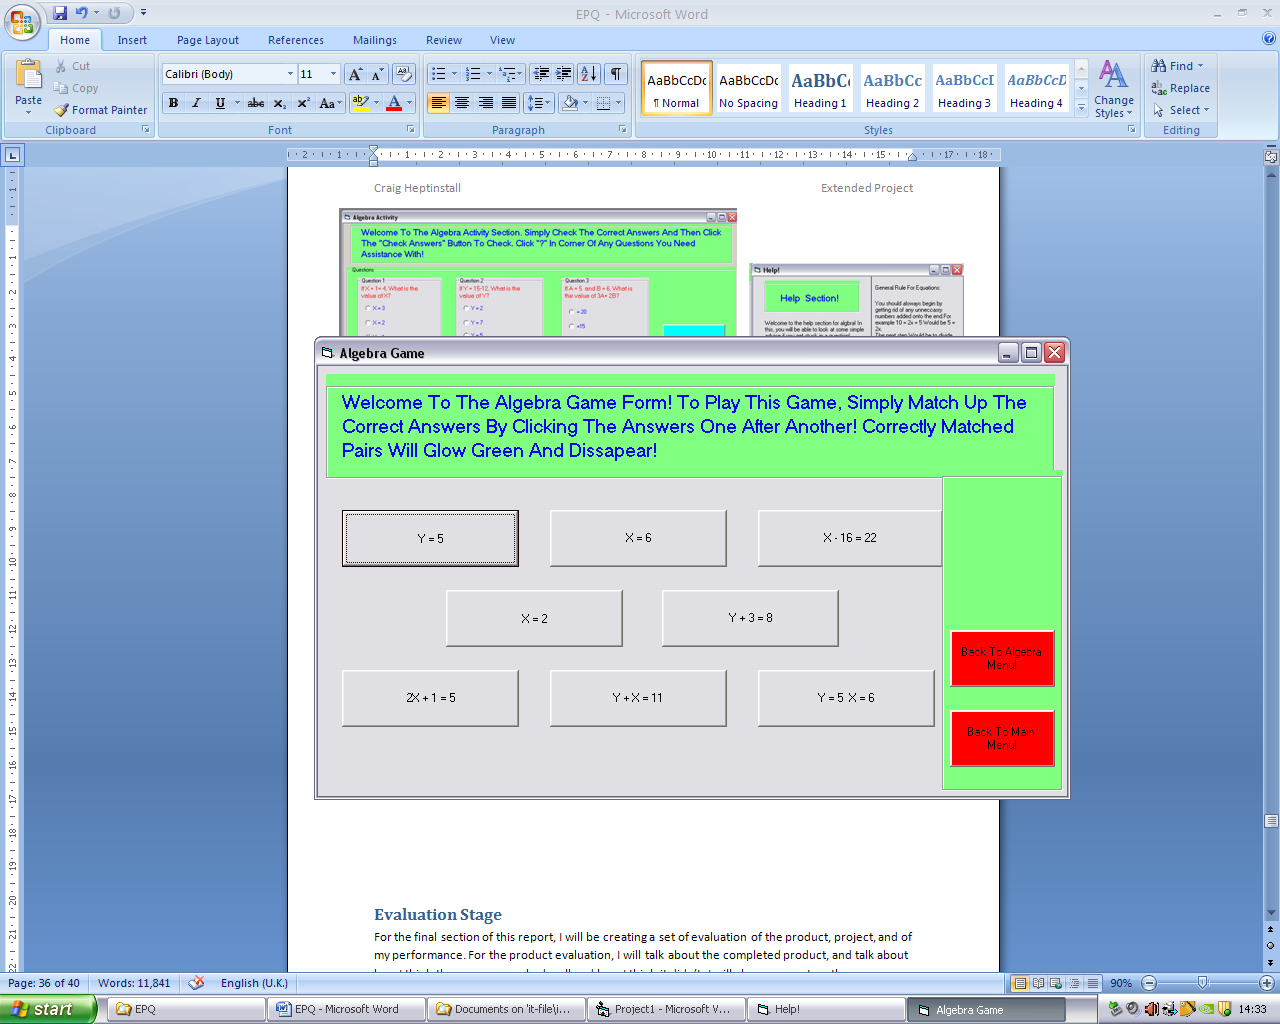 EPQ - Microsoft Word
Home Insert Page Layout References Mailings Review View
Paste
Cut
Copy
Format Painter
Clipboard
Calibri (Body) 11
Font
Paragraph
AaBbCcDc AaBbCcDc AaBbCc AaBbCc AaBbCcI AaBbCcD
¶ Normal No Spacing Heading 1 Heading 2 Heading 3 Heading 4
Change Styles
Styles
Find
Replace
Select
Editing
Craig Heptinstall Extended Project
Algebra Activity
Welcome To The Algebra Activity Section. Simply Check The Correct Answers And Then Click
The "Check Answers" Button To Check. Click "?" In Corner Of Any Questions You Need
Assistance With!
Questions
Question 1 Question 2 Question 3
If X + 1= 4, What is the value of X?
X = 3
X = 2
If Y = 15-12, What is the value of Y?
Y = 2
Y = 7
If A = 5 and B = 6, What is the value of 3A+ 2B?
= 20
=15
Help!
Help Section!
General Rule For Equations:
You should always begin by
getting rid of any unneccasry
numbers added onto the end.For
example 10 = 2x + 5 Would be 5 =
2x.
Welcome to the help section for algbra! In
this, you will be able to look at some simple
Algebra Game
Welcome To The Algebra Game Form! To Play This Game, Simply Match Up The
Correct Answers By Clicking The Answers One After Another! Correctly Matched
Pairs Will Glow Green And Dissapear!
Y = 5 X = 6 X - 16 = 22
X = 2 Y + 3 = 8
2X + 1 = 5 Y + X = 11 Y = 5 X = 6
Back To Algebra
Menu!
Back To Main
Menu!
Evaluation Stage
For the final section of this report, I will be creating a set of evaluation of the product, project, and of
my performance. For the product evaluation, I will talk about the completed product, and talk about
Page: 36 of 40 Words: 11,841 English (U.K.) 90%
start EPQ EPQ - Microsoft Word Documents on 'it-file\i... Project1 - Microsoft V... Help! Algebra Game 14:33